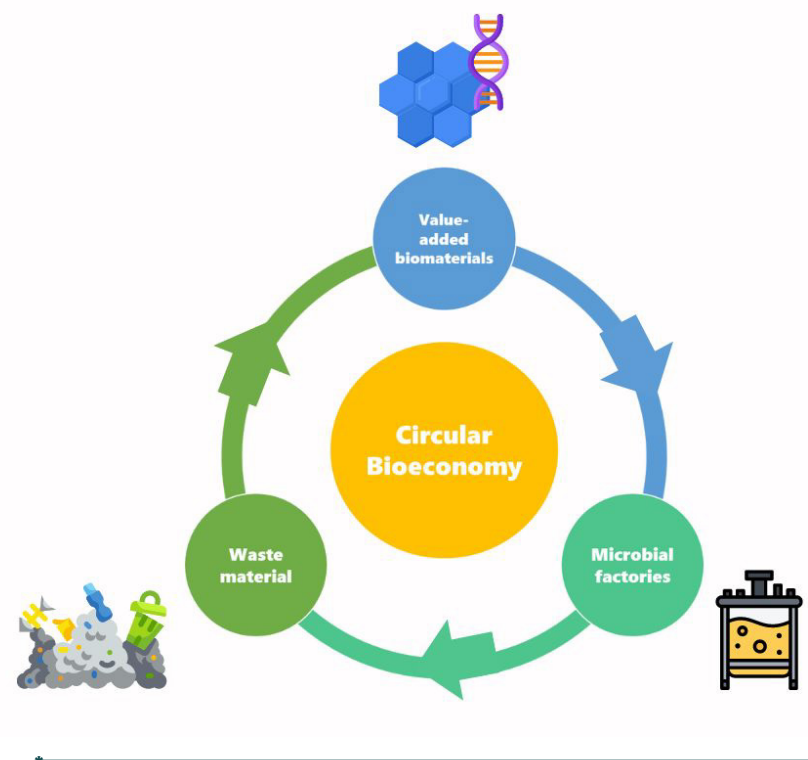 Value-
added
biomaterials
Circular
Bioeconomy
Waste
material
Microbial
factories